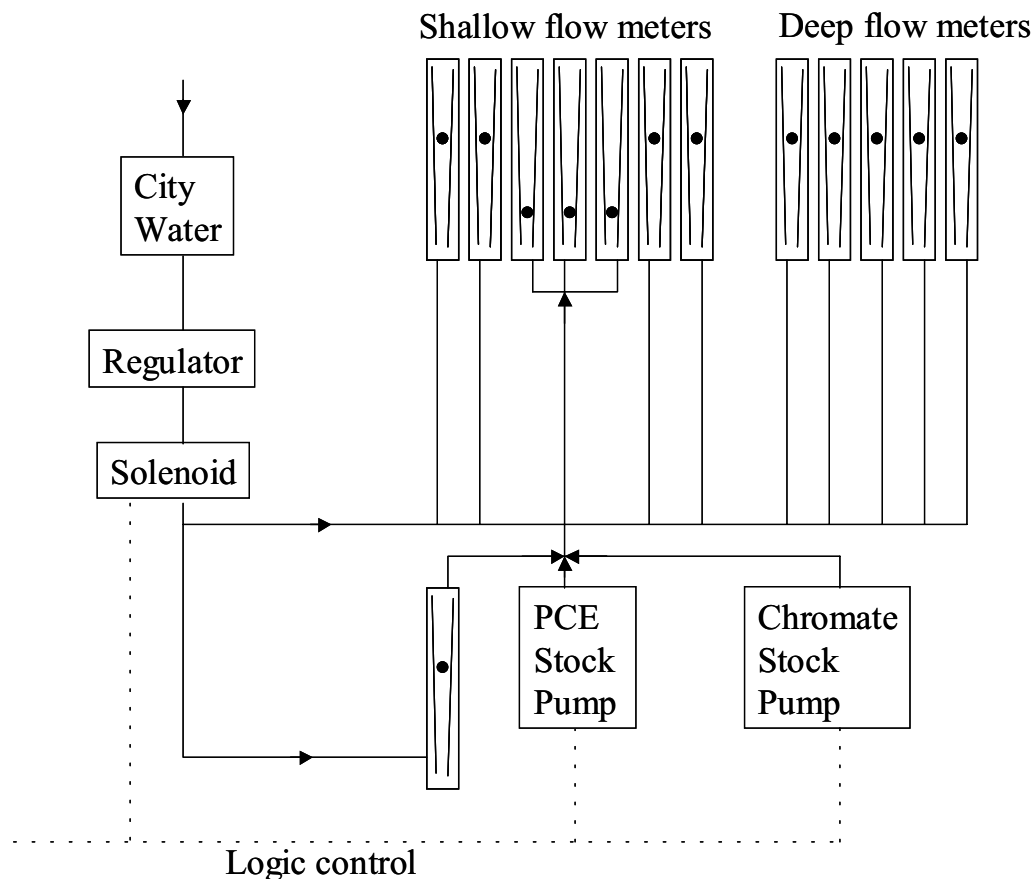 Shallow flow meters
Deep flow meters
City
Water
Regulator
Solenoid
PCE
Stock
Pump
Chromate
Stock
Pump
Logic control